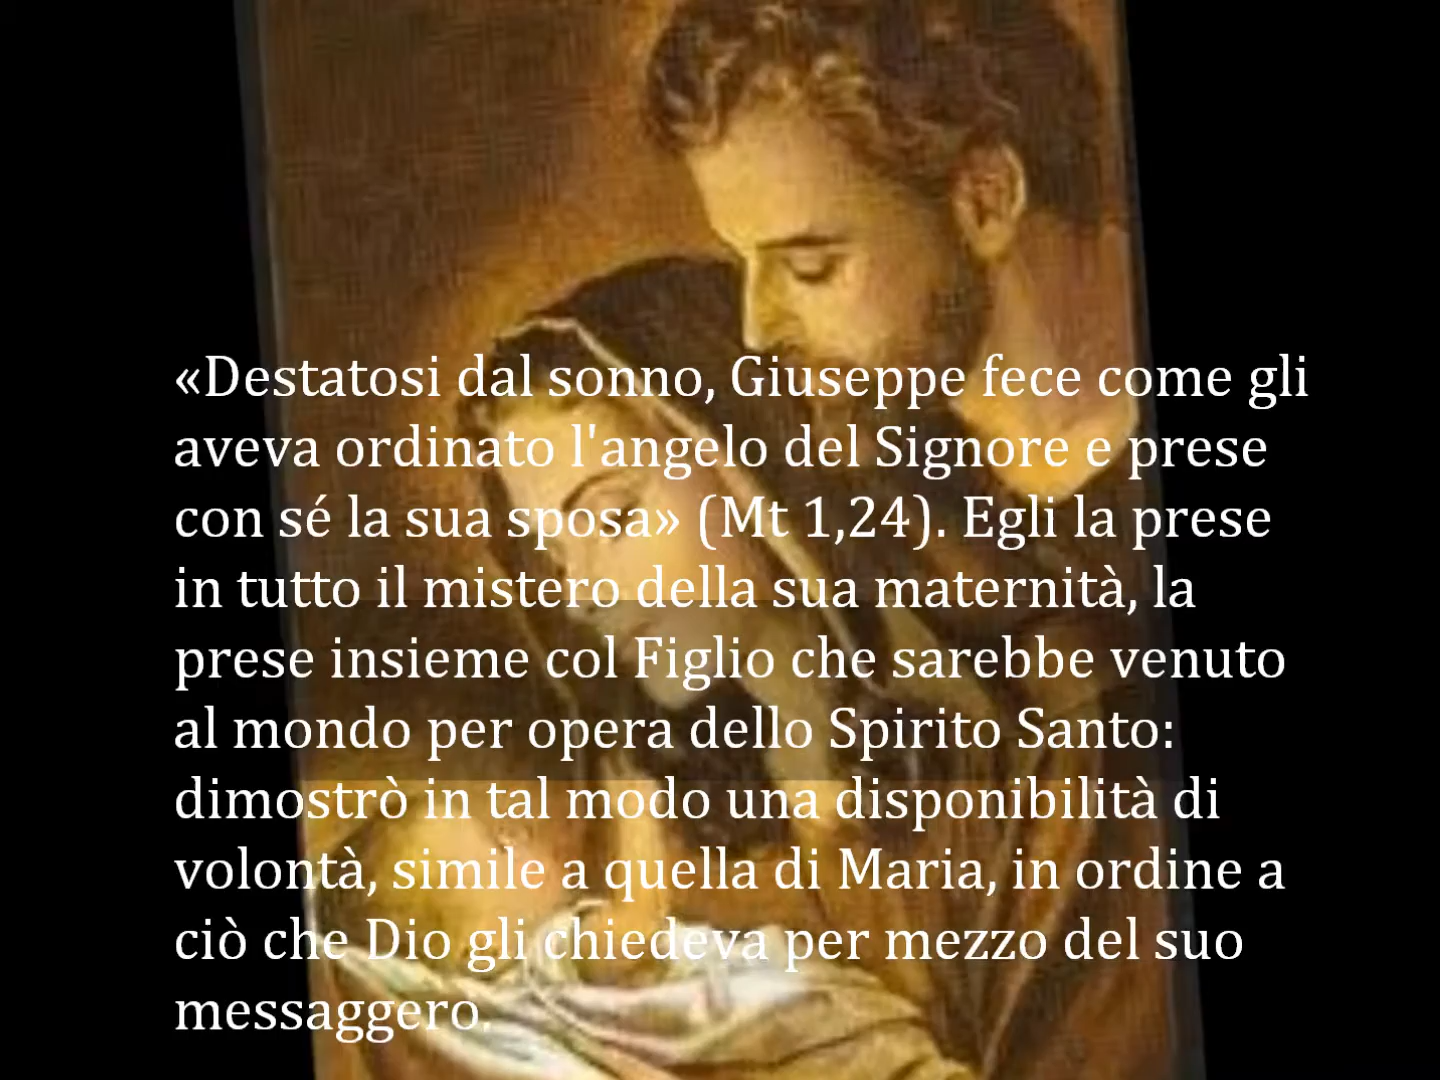 «Destatosi dal sonno, Giuseppe fece come gli
aveva ordinato l'angelo del Signore e prese
con sé la sua sposa» (Mt 1,24). Egli la prese
in tutto il mistero della sua maternità, la
prese insieme col Figlio che sarebbe venuto
al mondo per opera dello Spirito Santo:
dimostrò in tal modo una disponibilità di
volontà, simile a quella di Maria, in ordine a
ciò che Dio gli chiedeva per mezzo del suo
messaggero.